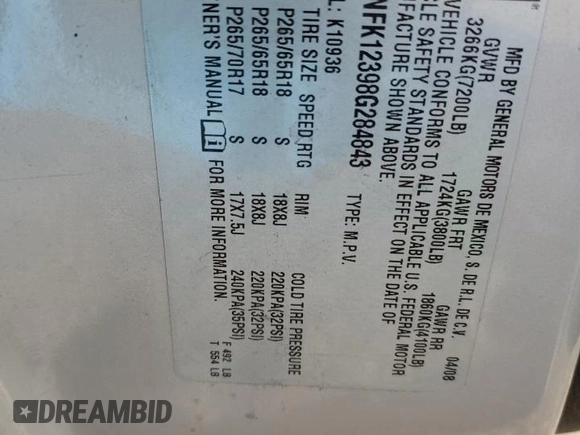 MFD BY GENERAL MOTORS DE MEXICO, S. DE R.L. DE C.V.
04/08
GVWR GAWR FRT GAWR RR
3266KG(7200LB) 1724KG(3800LB) 1860KG(4100LB)
VEHICLE CONFORMS TO ALL APPLICABLE U.S. FEDERAL MOTOR
SAFETY STANDARDS IN EFFECT ON THE DATE OF
SHOWN ABOVE.
NFK12398G284843 TYPE: M.P.V.
L: K10936
TIRE SIZE SPEED RTG RIM COLD TIRE PRESSURE
P265/65R18 S 18X8J 220KPA(32PSI)
P265/65R18 S 18X8J 220KPA(32PSI)
P265/70R17 S 17X7.5J 240KPA(35PSI)
NER'S MANUAL i FOR MORE INFORMATION.
F 492 LB
T 554 LB
DREAMBID